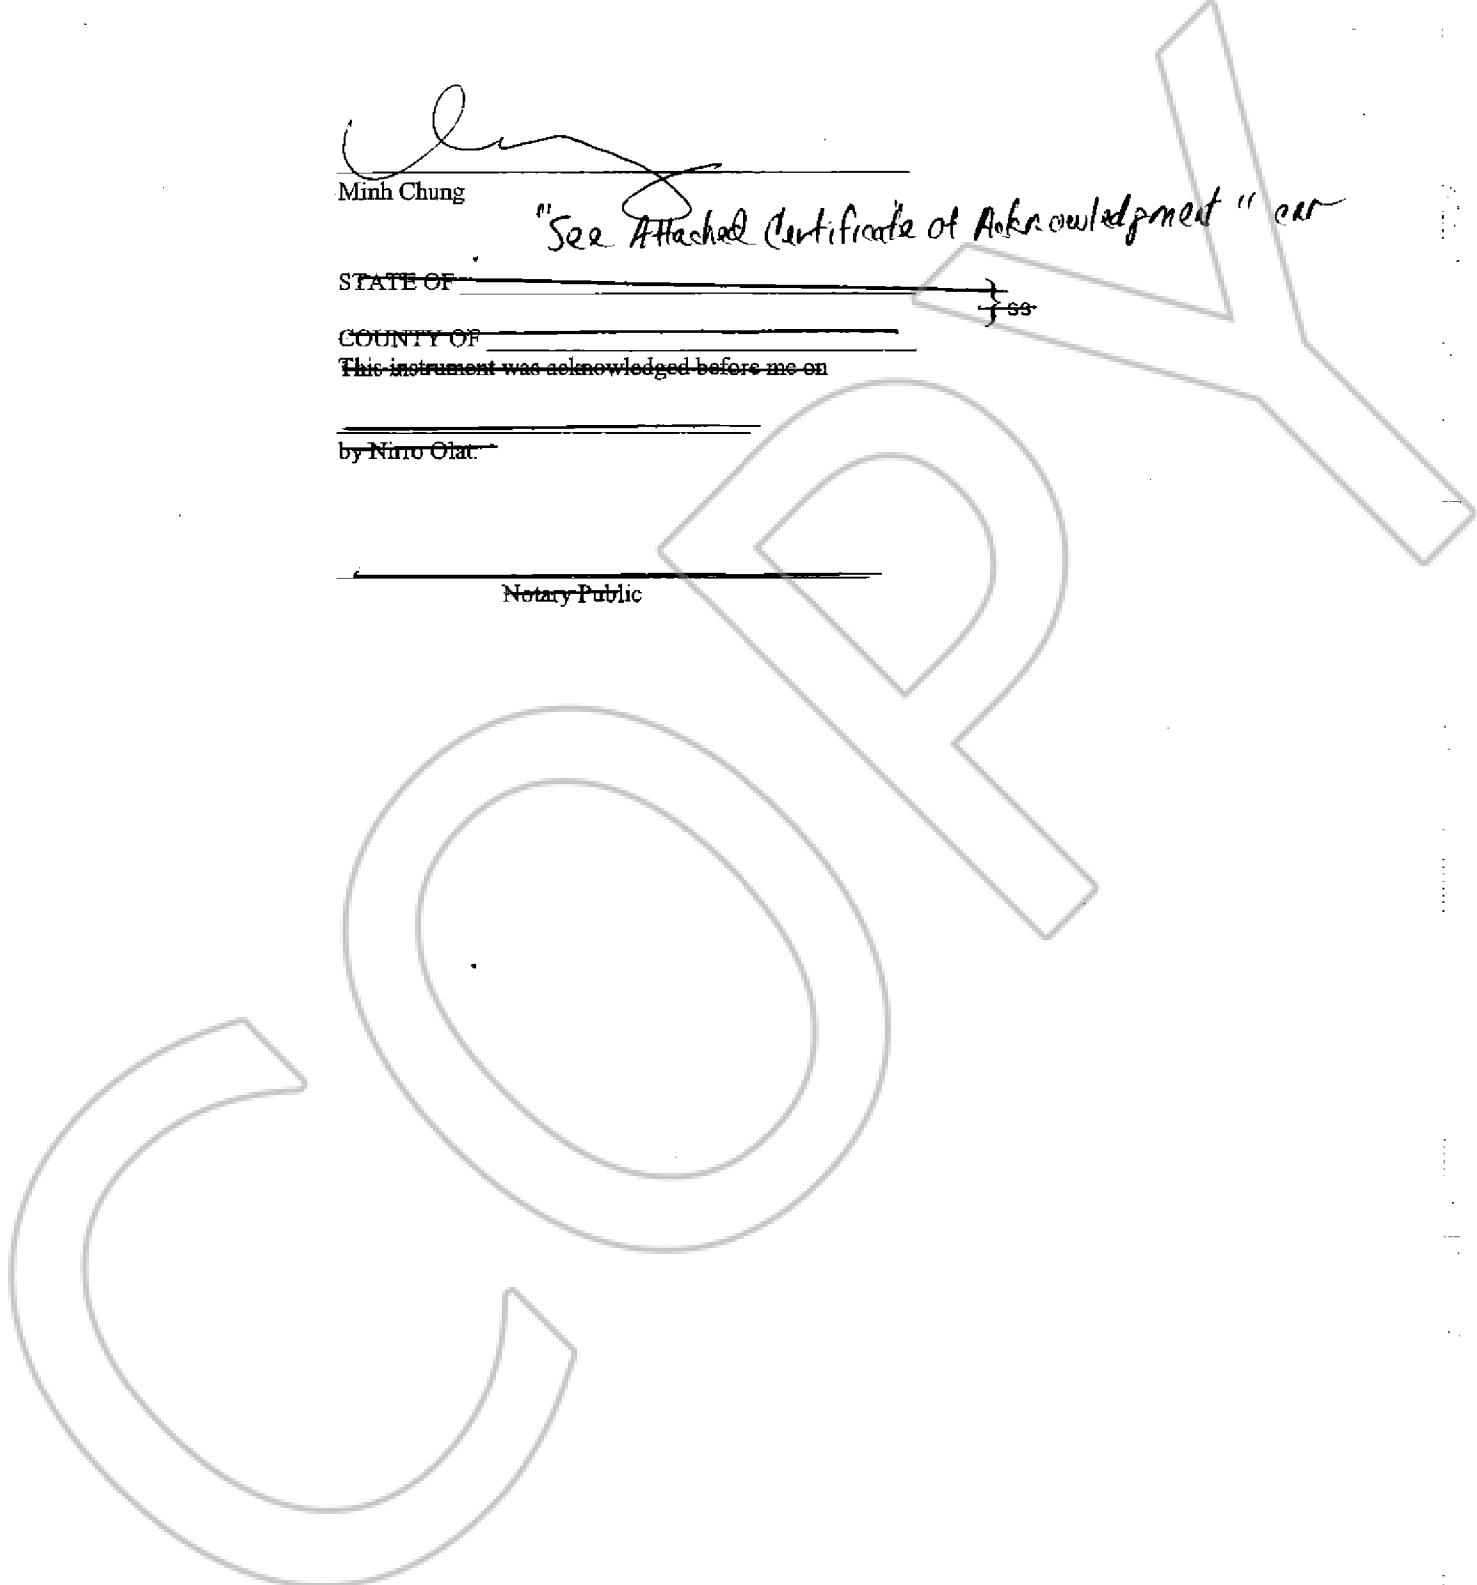 Minh Chung
"See Attached Certificate of Acknowledgment"
STATE OF
} ss
COUNTY OF
This instrument was acknowledged before me on
by Nirro Olat.
Notary Public
COPY